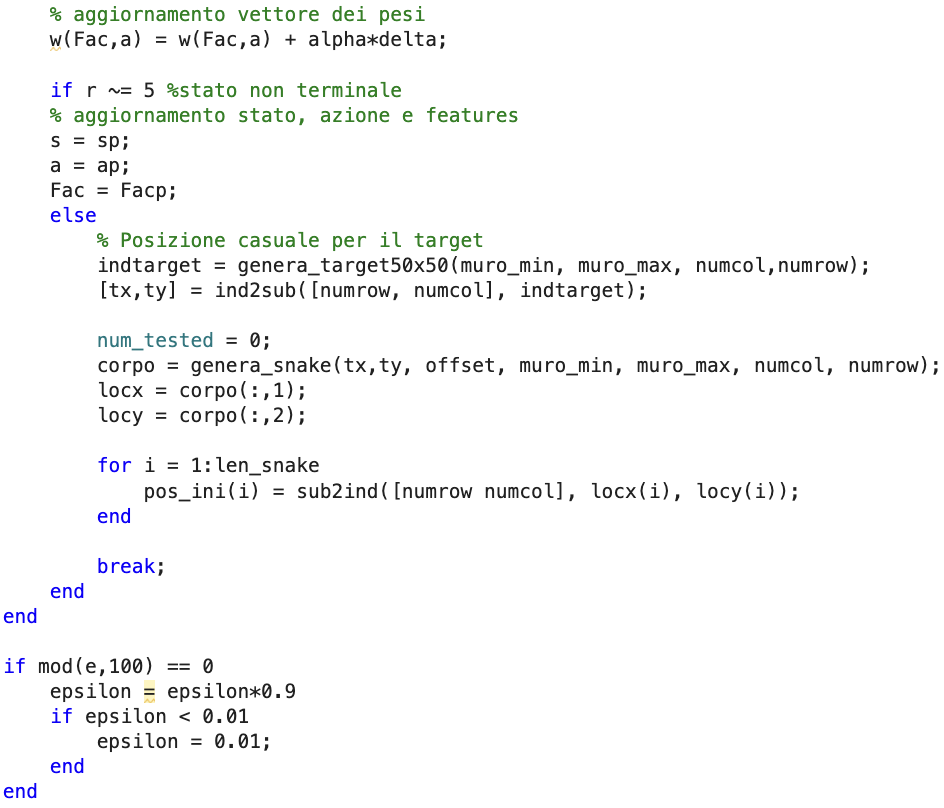 % aggiornamento vettore dei pesi
w(Fac,a) = w(Fac,a) + alpha*delta;
if r ~= 5 %stato non terminale
% aggiornamento stato, azione e features
s = sp;
a = ap;
Fac = Facp;
else
% Posizione casuale per il target
indtarget = genera_target50x50(muro_min, muro_max, numcol,numrow);
[tx,ty] = ind2sub([numrow, numcol], indtarget);
num_tested = 0;
corpo = genera_snake(tx,ty, offset, muro_min, muro_max, numcol, numrow);
locx = corpo(:,1);
locy = corpo(:,2);
for i = 1:len_snake
pos_ini(i) = sub2ind([numrow numcol], locx(i), locy(i));
end
break;
end
end
if mod(e,100) == 0
epsilon = epsilon*0.9
if epsilon < 0.01
epsilon = 0.01;
end
end